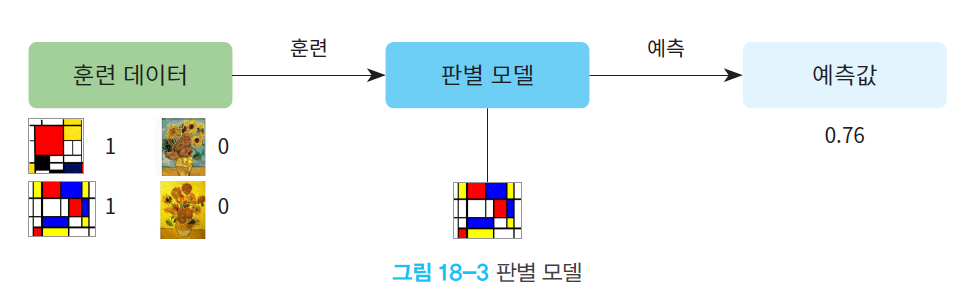 훈련 데이터
훈련
판별 모델
예측
예측값
1
0
0.76
1
0
그림 18-3 판별 모델